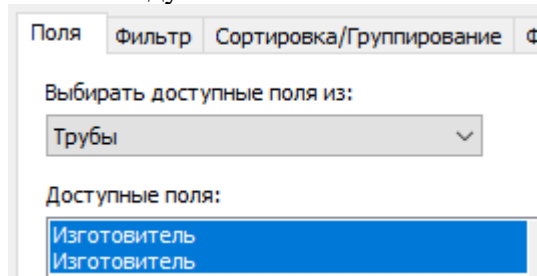 Поля Фильтр Сортировка/Группирование
Выбирать доступные поля из:
Трубы
Доступные поля:
Изготовитель
Изготовитель